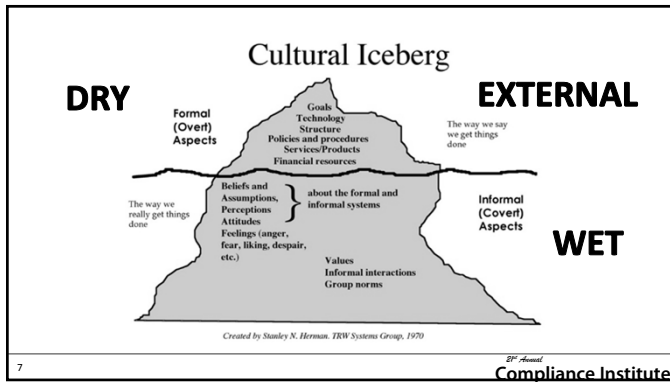 Cultural Iceberg
DRY
EXTERNAL
Formal
(Overt)
Aspects
Goals
Technology
Structure
Policies and procedures
Services/Products
Financial resources
The way we say
we get things
done
The way we
really get things
done
Beliefs and
Assumptions,
Perceptions
Attitudes
Feelings (anger,
fear, liking, despair,
etc.)
} about the formal and
informal systems
Values
Informal interactions
Group norms
Informal
(Covert)
Aspects
WET
Created by Stanley N. Herman. TRW Systems Group, 1970
7
21st Annual
Compliance Institute